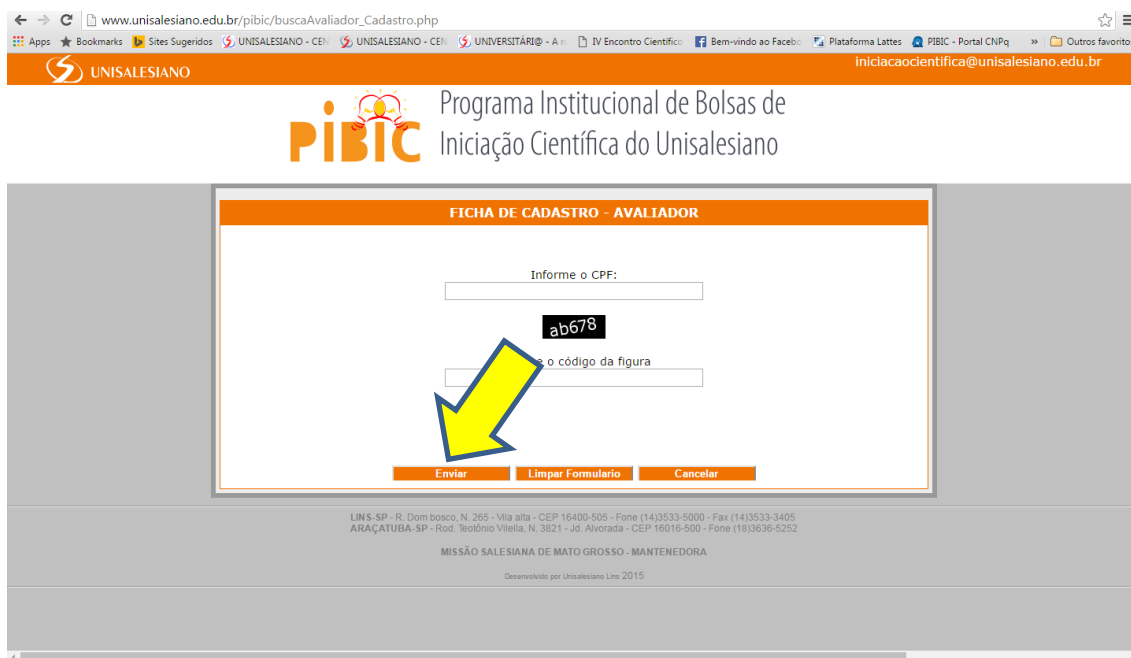 www.unisalesiano.edu.br/pibic/buscaAvaliador_Cadastro.php
Apps Bookmarks Sites Sugeridos UNISALESIANO - CEN UNISALESIANO - CEN UNIVERSITÁRI@ - A IV Encontro Científico Bem-vindo ao Facebo Plataforma Lattes PIBIC - Portal CNPq » Outros favorito
UNISALESIANO
iniciacaocientifica@unisalesiano.edu.br
PIBIC
Programa Institucional de Bolsas de
Iniciação Científica do Unisalesiano
FICHA DE CADASTRO - AVALIADOR
Informe o CPF:
ab678
e o código da figura
Enviar Limpar Formulario Cancelar
LINS-SP - R. Dom bosco, N. 265 - Vila alta - CEP 16400-505 - Fone (14)3533-5000 - Fax (14)3533-3405
ARAÇATUBA-SP - Rod. Teotônio Vilella, N. 3821 - Jd. Alvorada - CEP 16016-500 - Fone (18)3636-5252
MISSÃO SALESIANA DE MATO GROSSO - MANTENEDORA
Desenvolvido por Unisalesiano Lins 2015